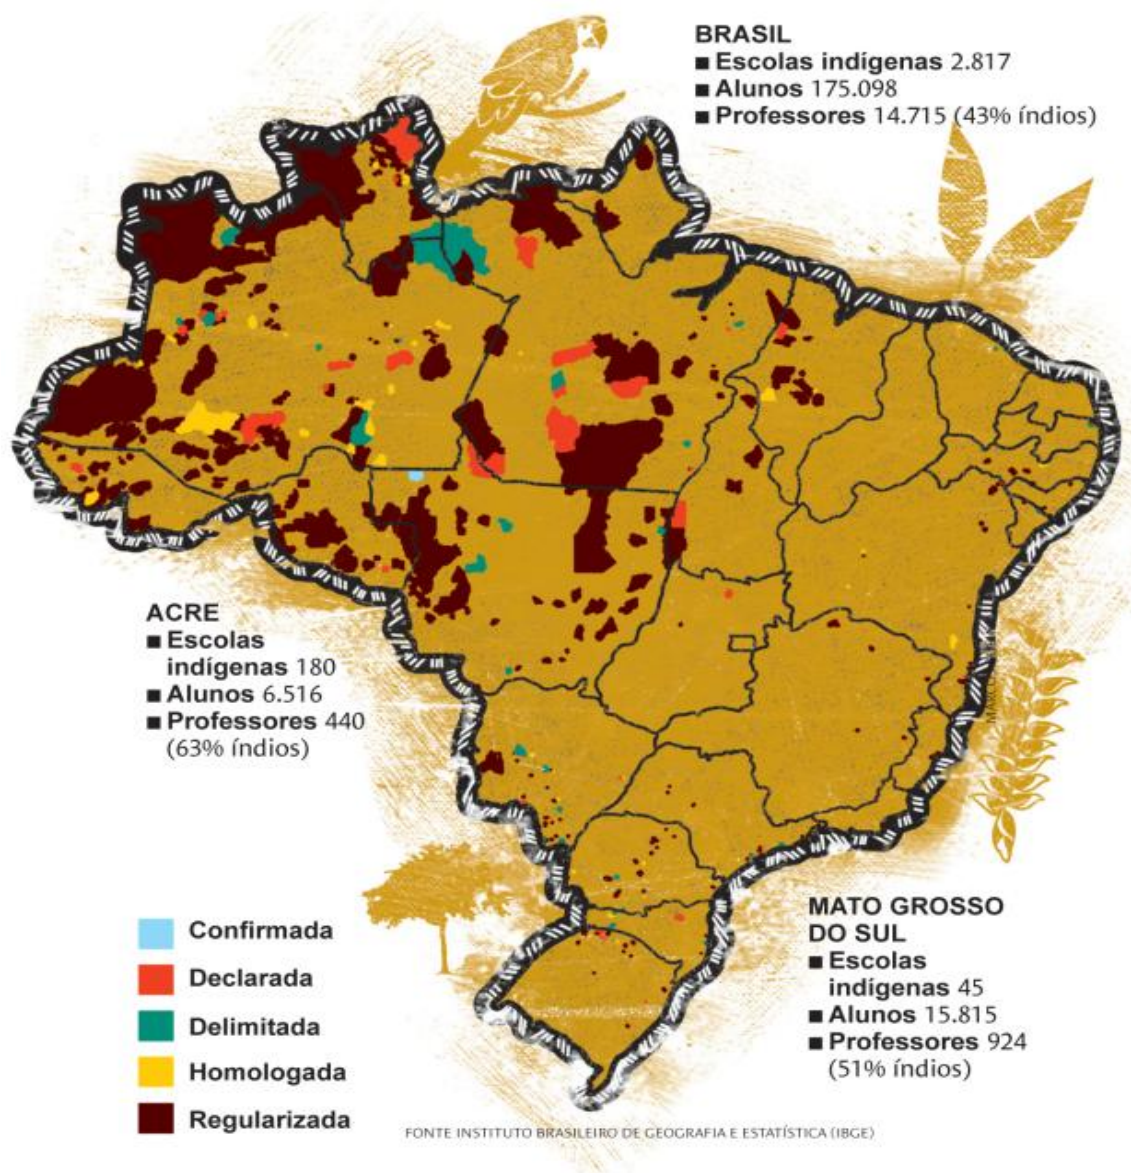 BRASIL
■ Escolas indígenas 2.817
■ Alunos 175.098
■ Professores 14.715 (43% índios)
ACRE
■ Escolas
indígenas 180
■ Alunos 6.516
■ Professores 440
(63% índios)
MATO GROSSO
DO SUL
■ Escolas
indígenas 45
■ Alunos 15.815
■ Professores 924
(51% índios)
Confirmada
Declarada
Delimitada
Homologada
Regularizada
FONTE INSTITUTO BRASILEIRO DE GEOGRAFIA E ESTATÍSTICA (IBGE)